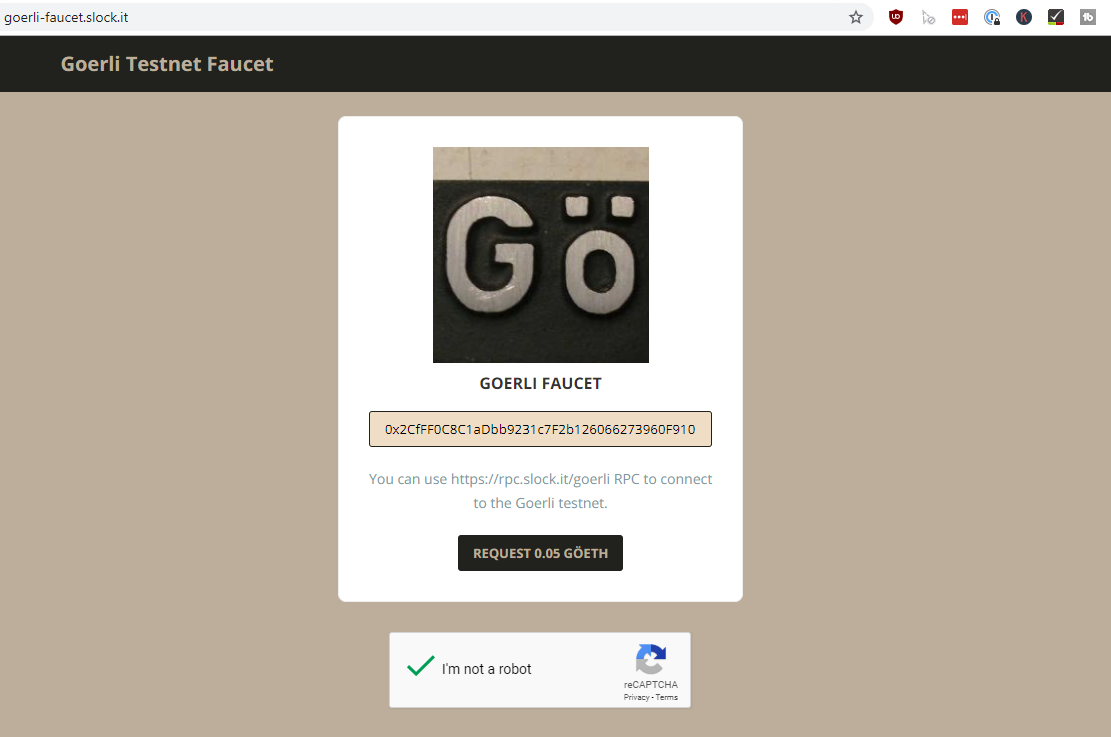 goerli-faucet.slock.it
Goerli Testnet Faucet
Gö
GOERLI FAUCET
0x2CfFF0C8C1aDbb9231c7F2b126066273960F910
You can use https://rpc.slock.it/goerli RPC to connect
to the Goerli testnet.
REQUEST 0.05 GÖETH
I'm not a robot
reCAPTCHA
Privacy - Terms